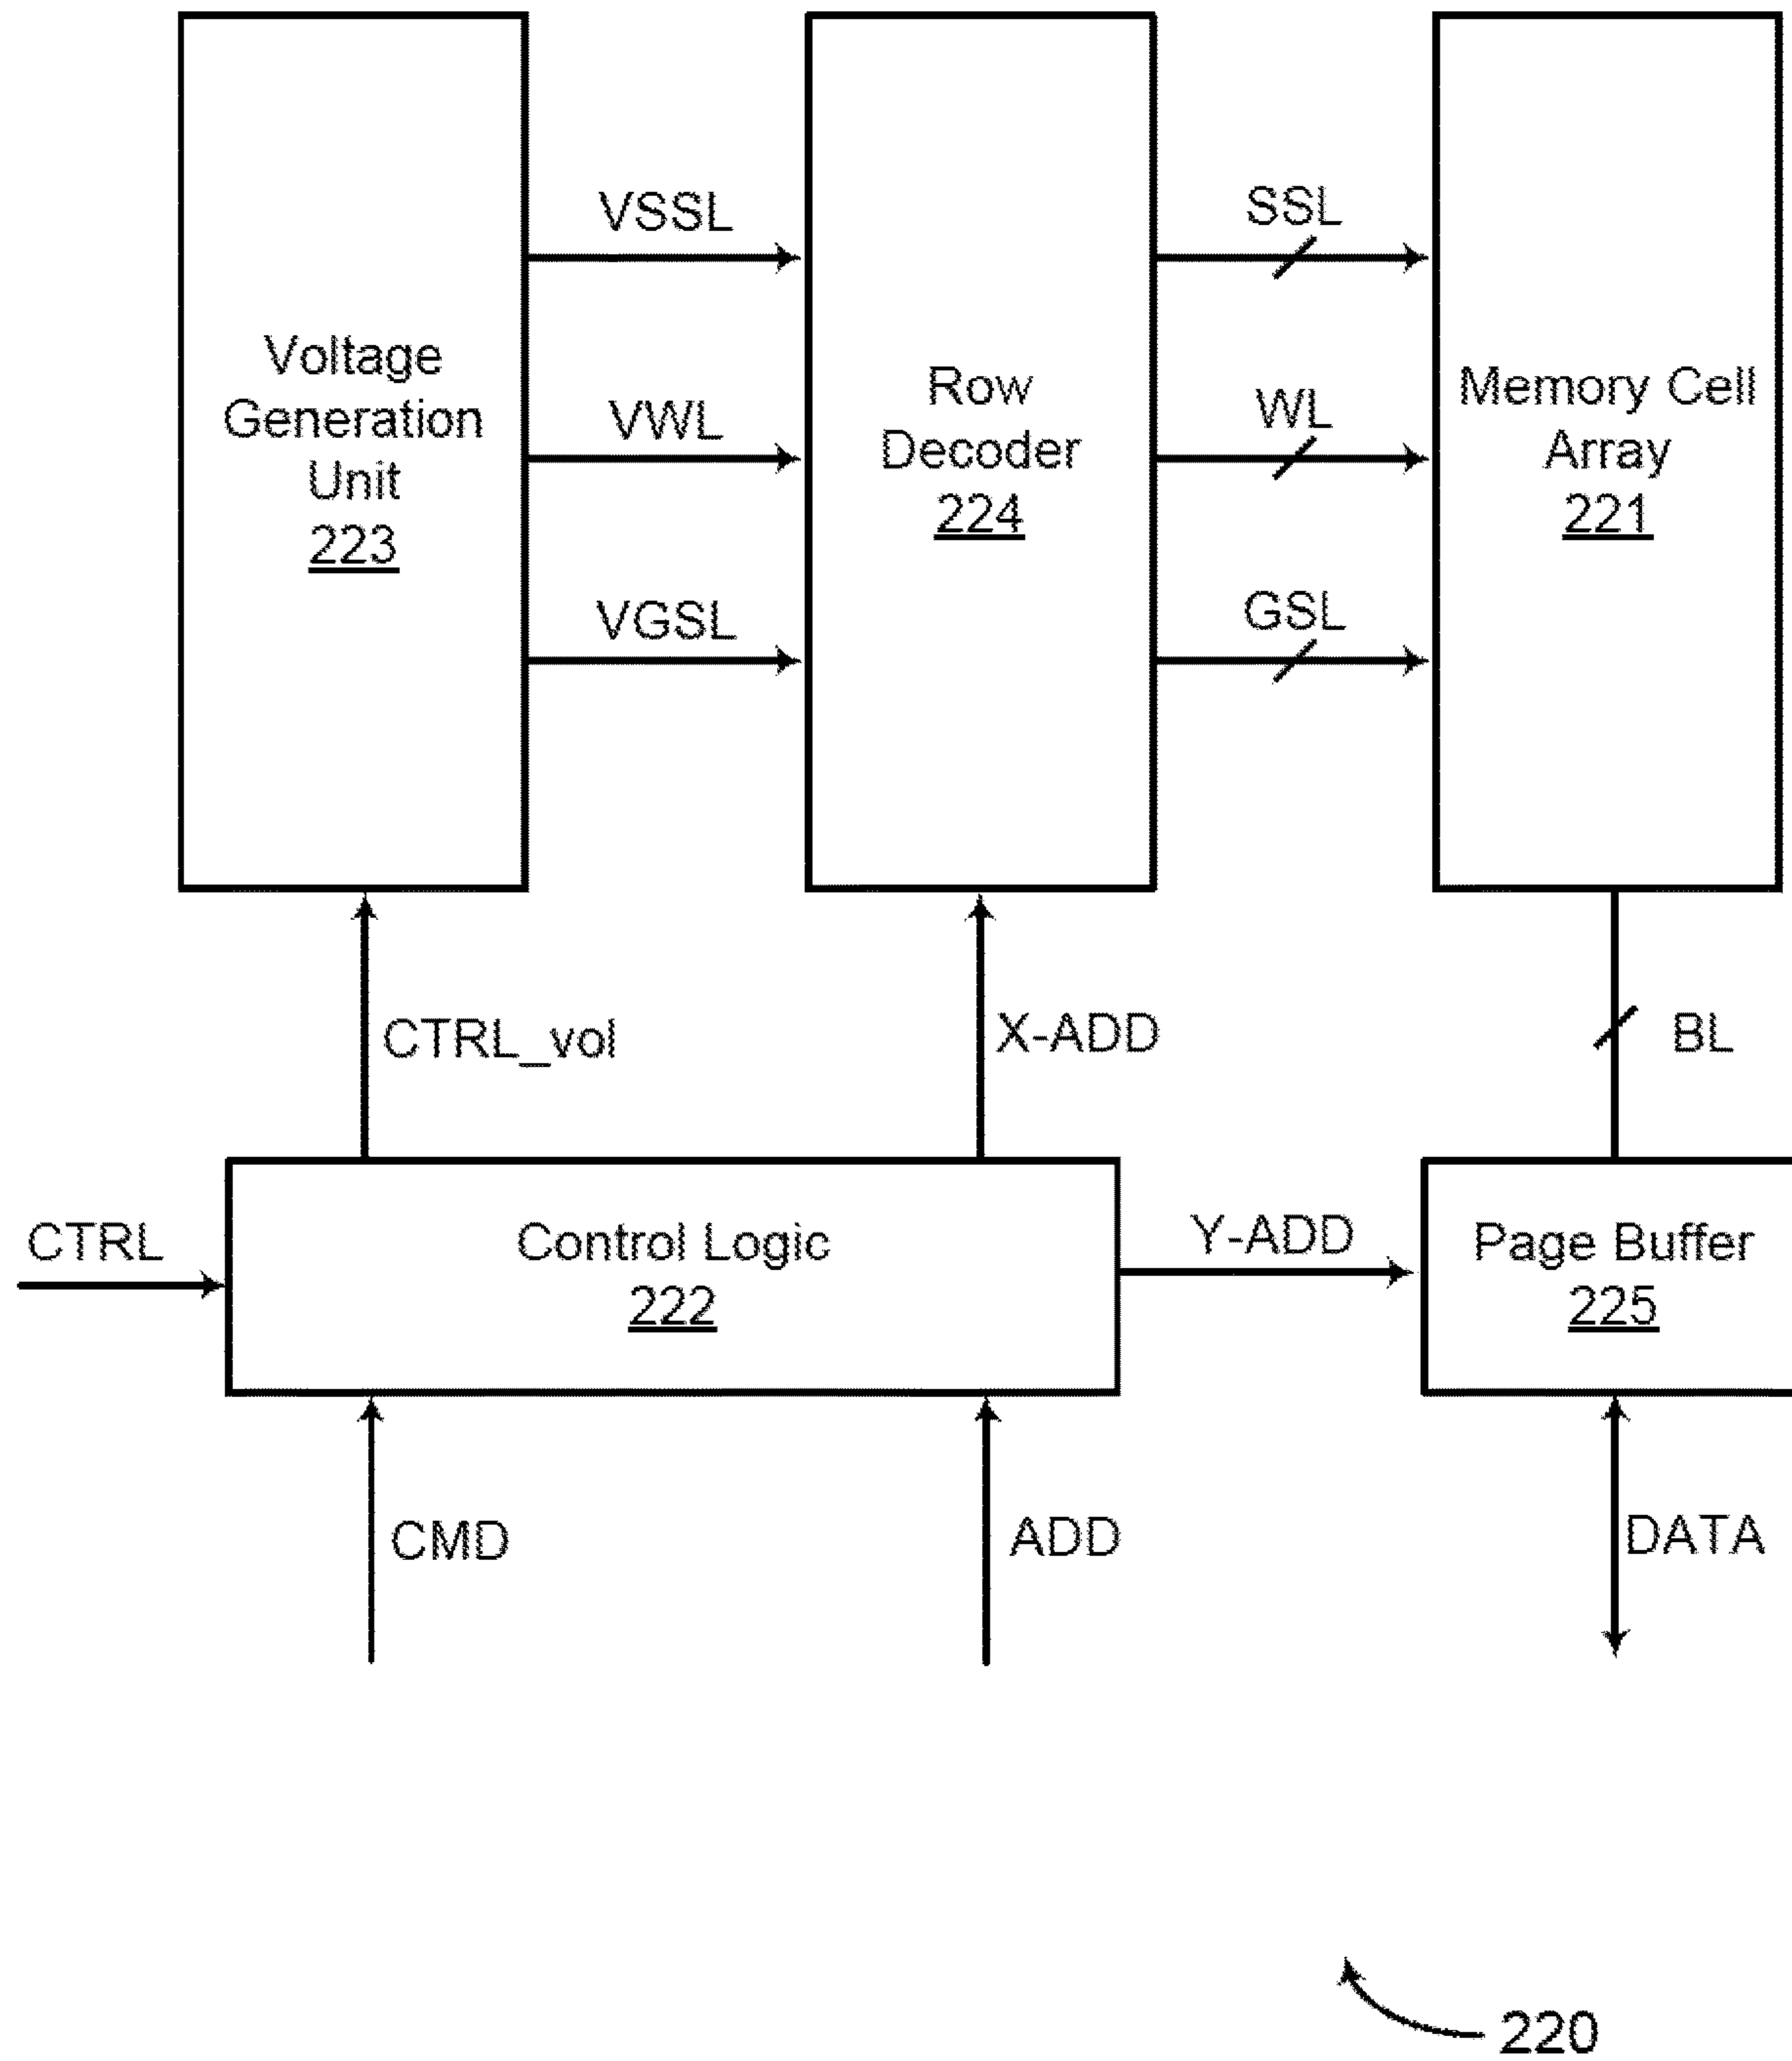 VSSL
SSL
Voltage
Generation
Unit
223
VWL
Row
Decoder
224
WL
Memory Cell
Array
221
VGSL
GSL
CTRL_vol
X-ADD
BL
CTRL
Control Logic
222
Y-ADD
Page Buffer
225
CMD
ADD
DATA
220